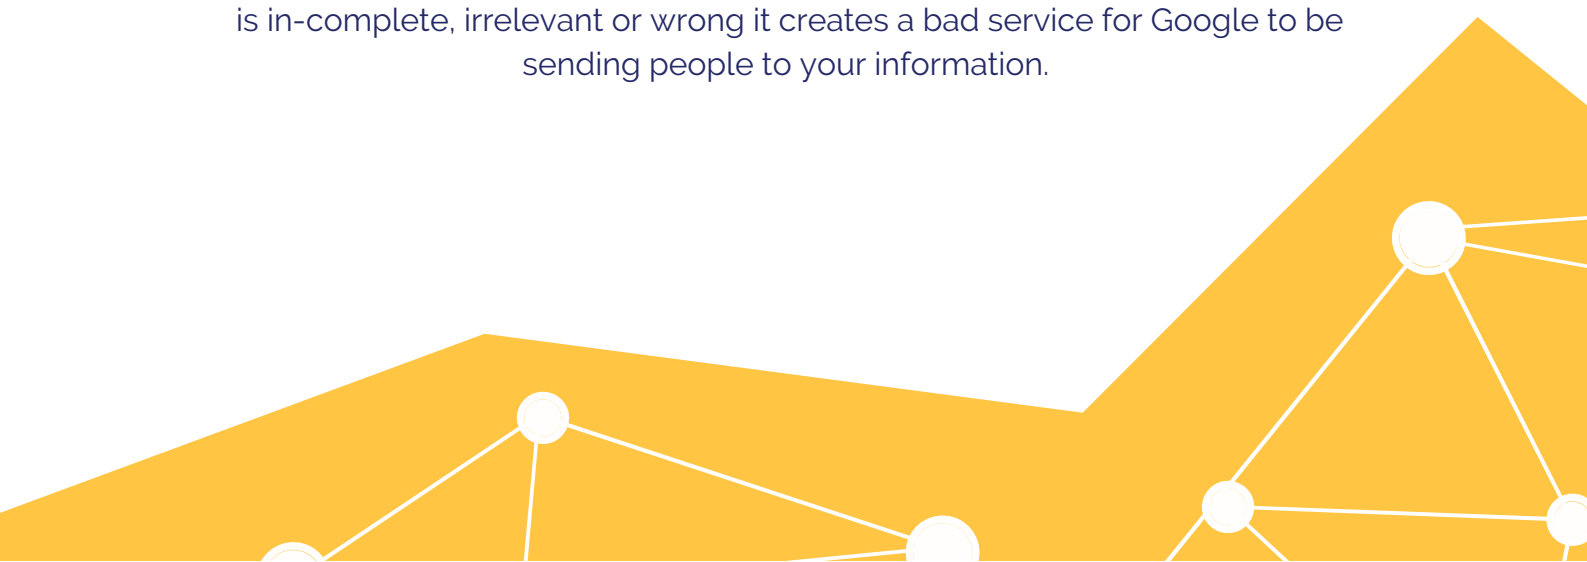 is in-complete, irrelevant or wrong it creates a bad service for Google to be
sending people to your information.